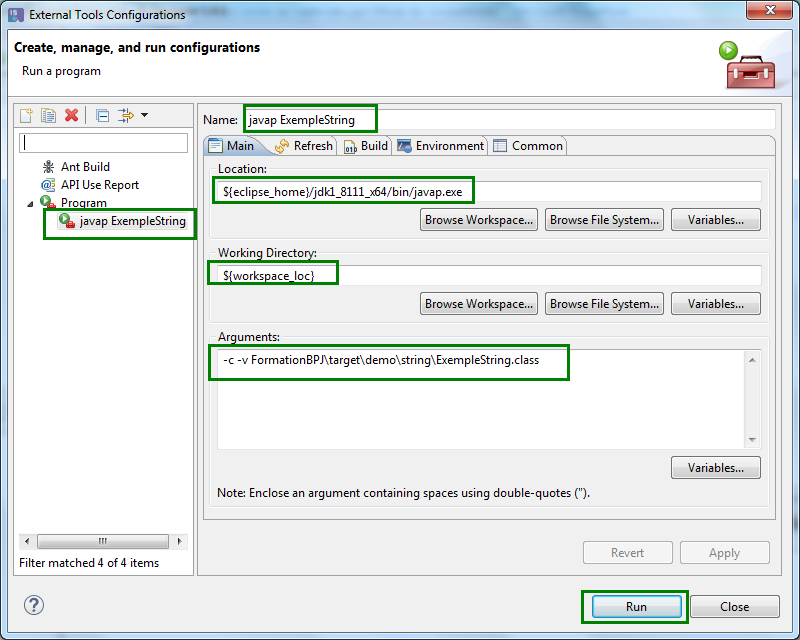 External Tools Configurations
Create, manage, and run configurations
Run a program
Name: javap ExempleString
Main Refresh Build Environment Common
Ant Build
API Use Report
Program
javap ExempleString
Filter matched 4 of 4 items
Location:
${eclipse_home}/jdk1_8111_x64/bin/javap.exe
Browse Workspace... Browse File System... Variables...
Working Directory:
${workspace_loc}
Browse Workspace... Browse File System... Variables...
Arguments:
-c -v FormationBPJ\target\demo\string\ExempleString.class
Variables...
Note: Enclose an argument containing spaces using double-quotes (").
Revert Apply
Run Close